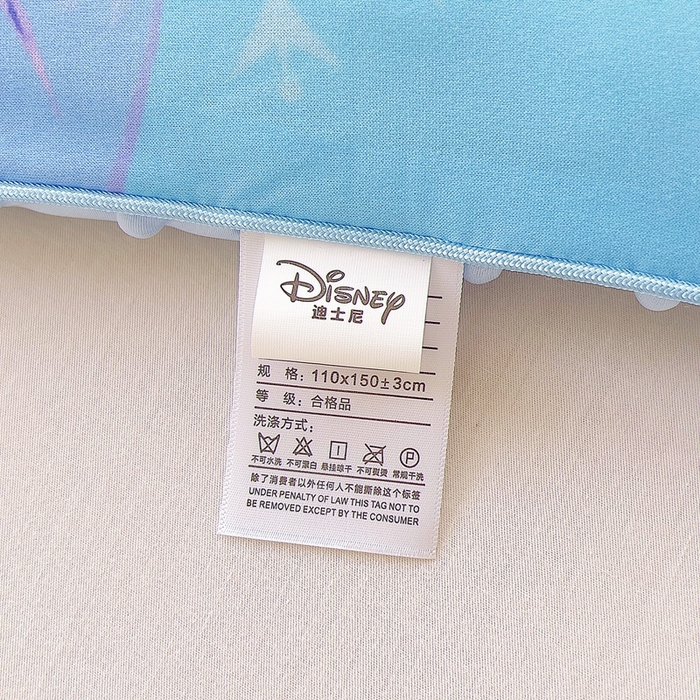 Disney
迪士尼
规 格：110x150±3cm
等 级：合格品
洗涤方式：
P
不可水洗 不可漂白 悬挂晾干 不可熨烫 常规干洗
除了消费者以外任何人不能撕除这个标签
UNDER PENALTY OF LAW THIS TAG NOT TO
BE REMOVED EXCEPT BY THE CONSUMER